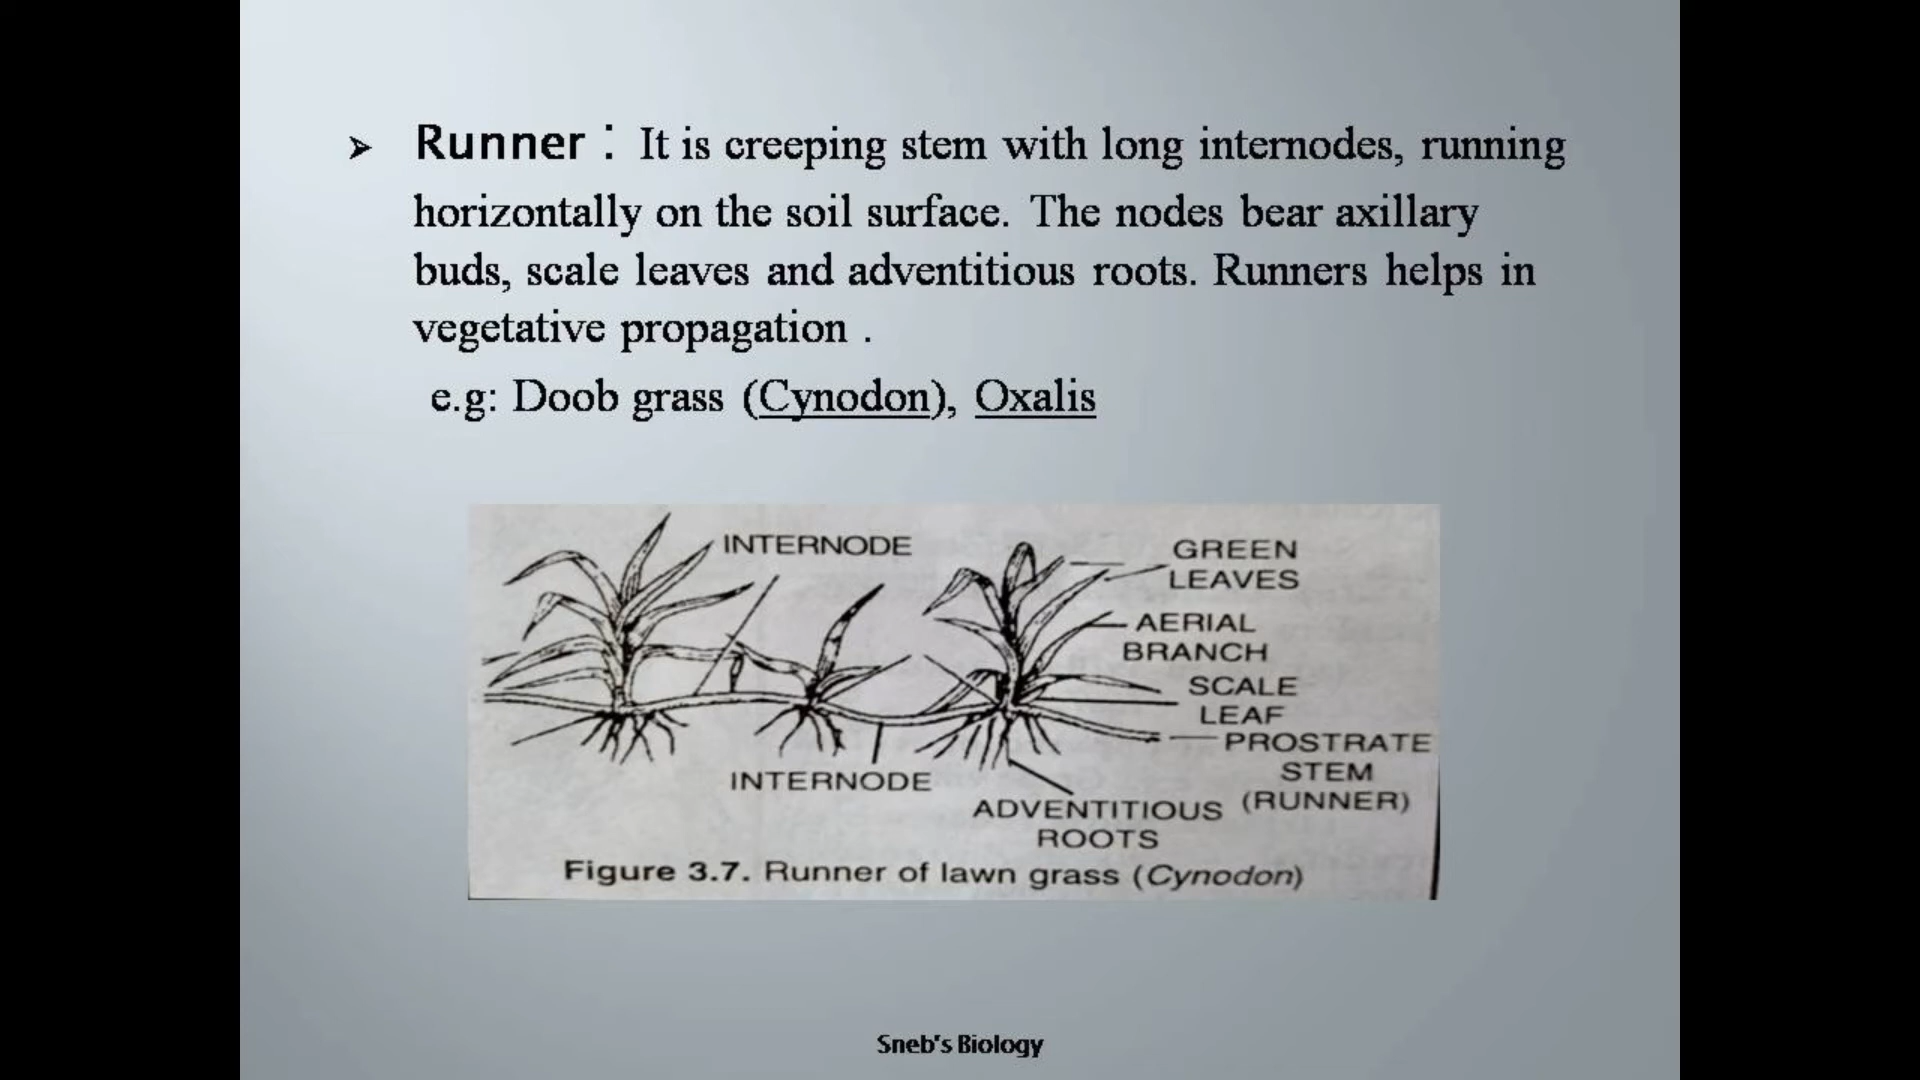 ➢ Runner : It is creeping stem with long internodes, running
horizontally on the soil surface. The nodes bear axillary
buds, scale leaves and adventitious roots. Runners helps in
vegetative propagation .
e.g: Doob grass (Cynodon), Oxalis
INTERNODE
GREEN
LEAVES
AERIAL
BRANCH
SCALE
LEAF
PROSTRATE
STEM
(RUNNER)
INTERNODE
ADVENTITIOUS
ROOTS
Figure 3.7. Runner of lawn grass (Cynodon)
Sneb's Biology